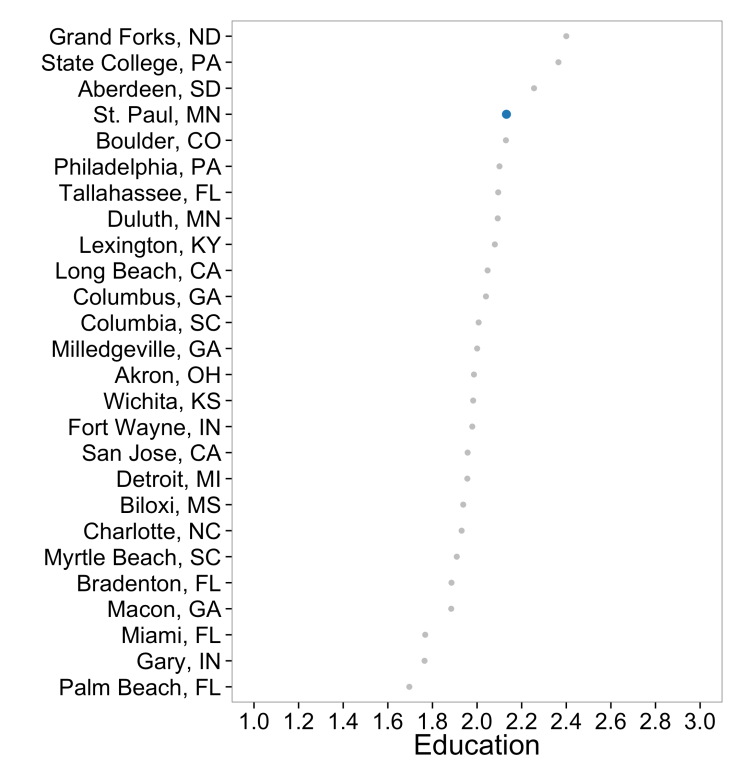 Grand Forks, ND
State College, PA
Aberdeen, SD
St. Paul, MN
Boulder, CO
Philadelphia, PA
Tallahassee, FL
Duluth, MN
Lexington, KY
Long Beach, CA
Columbus, GA
Columbia, SC
Milledgeville, GA
Akron, OH
Wichita, KS
Fort Wayne, IN
San Jose, CA
Detroit, MI
Biloxi, MS
Charlotte, NC
Myrtle Beach, SC
Bradenton, FL
Macon, GA
Miami, FL
Gary, IN
Palm Beach, FL
1.0 1.2 1.4 1.6 1.8 2.0 2.2 2.4 2.6 2.8 3.0
Education